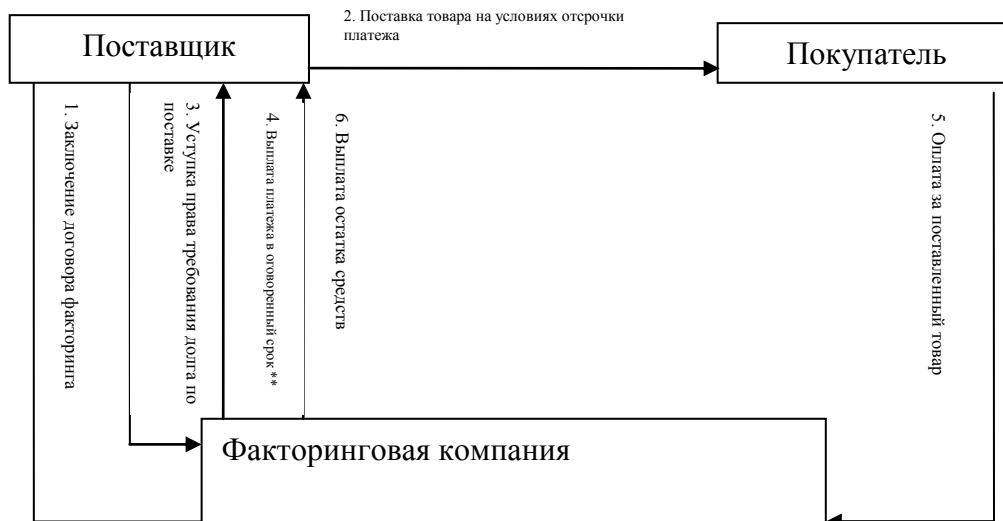 2. Поставка товара на условиях отсрочки
платежа
Поставщик
Покупатель
1. Заключение договора факторинга
3. Уступка права требования долга по
поставке
4. Выплата платежа в оговоренный срок **
6. Выплата остатка средств
5. Оплата за поставленный товар
Факторинговая компания